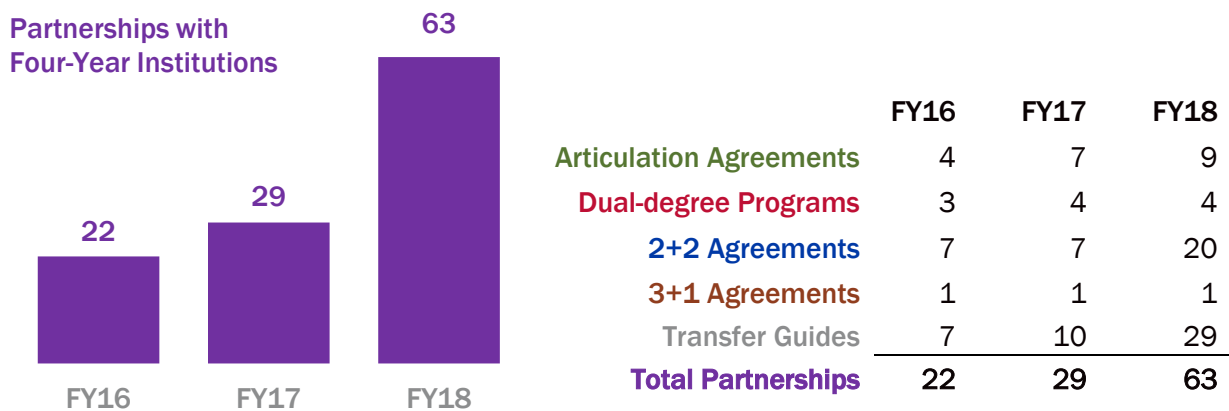 Partnerships with
Four-Year Institutions
63
29
22
FY16 FY17 FY18
FY16 FY17 FY18
Articulation Agreements 4 7 9
Dual-degree Programs 3 4 4
2+2 Agreements 7 7 20
3+1 Agreements 1 1 1
Transfer Guides 7 10 29
Total Partnerships 22 29 63